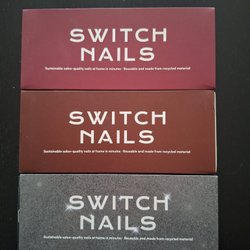 SWITCH
NAILS
Sustainable salon-quality nails at home in minutes · Reusable and made from recycled material
SWITCH
NAILS
Sustainable salon-quality nails at home in minutes · Reusable and made from recycled material
SWITCH
NAILS
Sustainable salon-quality nails at home in minutes · Reusable and made from recycled material